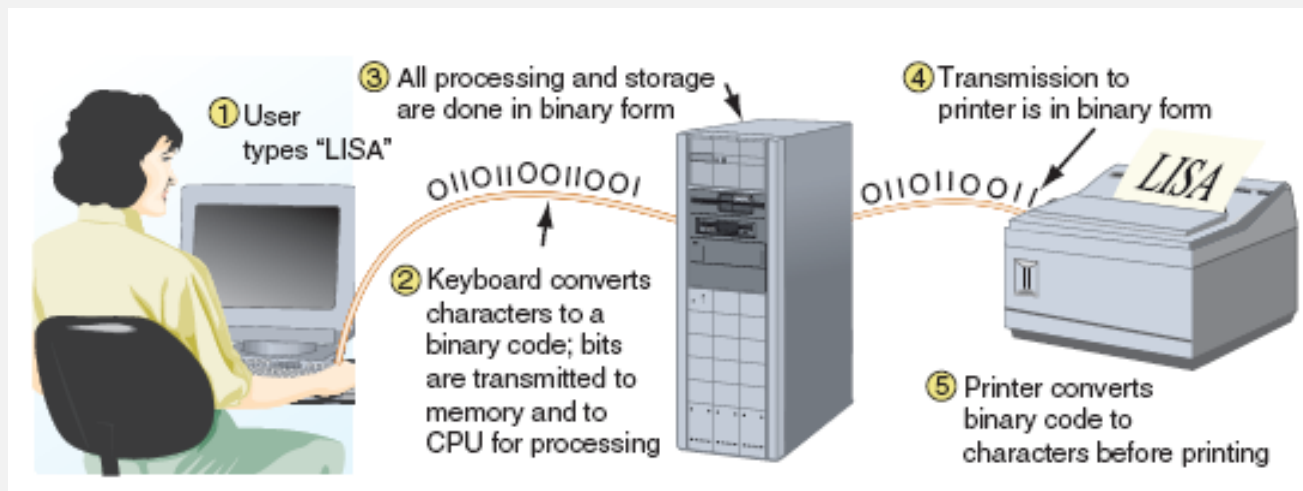 ① User
types “LISA”
② Keyboard converts
characters to a
binary code; bits
are transmitted to
memory and to
CPU for processing
0110110011001
③ All processing and storage
are done in binary form
④ Transmission to
printer is in binary form
0110110011
LISA
⑤ Printer converts
binary code to
characters before printing